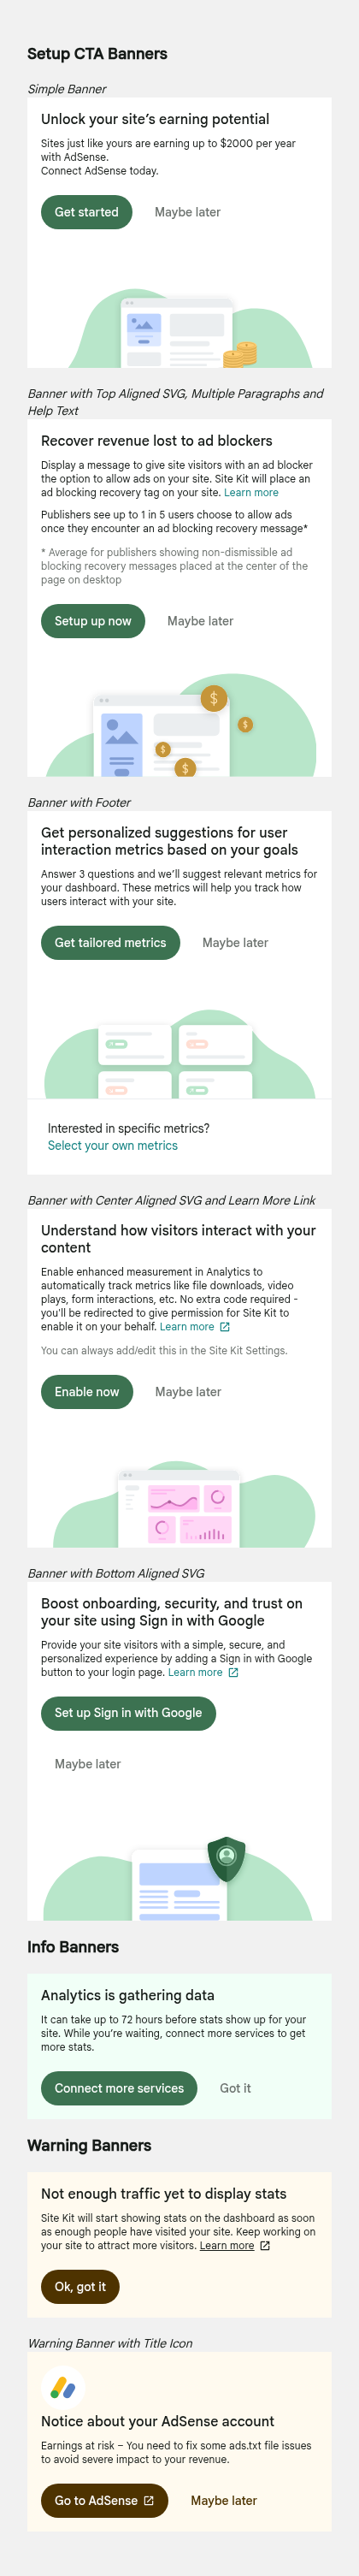 Setup CTA Banners
Simple Banner
Unlock your site’s earning potential
Sites just like yours are earning up to $2000 per year
with AdSense.
Connect AdSense today.
Get started
Maybe later
Banner with Top Aligned SVG, Multiple Paragraphs and
Help Text
Recover revenue lost to ad blockers
Display a message to give site visitors with an ad blocker
the option to allow ads on your site. Site Kit will place an
ad blocking recovery tag on your site. Learn more
Publishers see up to 1 in 5 users choose to allow ads
once they encounter an ad blocking recovery message*
* Average for publishers showing non-dismissible ad
blocking recovery messages placed at the center of the
page on desktop
Setup up now
Maybe later
$
$
$
$
Banner with Footer
Get personalized suggestions for user
interaction metrics based on your goals
Answer 3 questions and we’ll suggest relevant metrics for
your dashboard. These metrics will help you track how
users interact with your site.
Get tailored metrics
Maybe later
Interested in specific metrics?
Select your own metrics
Banner with Center Aligned SVG and Learn More Link
Understand how visitors interact with your
content
Enable enhanced measurement in Analytics to
automatically track metrics like file downloads, video
plays, form interactions, etc. No extra code required -
you’ll be redirected to give permission for Site Kit to
enable it on your behalf. Learn more
You can always add/edit this in the Site Kit Settings.
Enable now
Maybe later
Banner with Bottom Aligned SVG
Boost onboarding, security, and trust on
your site using Sign in with Google
Provide your site visitors with a simple, secure, and
personalized experience by adding a Sign in with Google
button to your login page. Learn more
Set up Sign in with Google
Maybe later
Info Banners
Analytics is gathering data
It can take up to 72 hours before stats show up for your
site. While you’re waiting, connect more services to get
more stats.
Connect more services
Got it
Warning Banners
Not enough traffic yet to display stats
Site Kit will start showing stats on the dashboard as soon
as enough people have visited your site. Keep working on
your site to attract more visitors. Learn more
Ok, got it
Warning Banner with Title Icon
Notice about your AdSense account
Earnings at risk – You need to fix some ads.txt file issues
to avoid severe impact to your revenue.
Go to AdSense
Maybe later